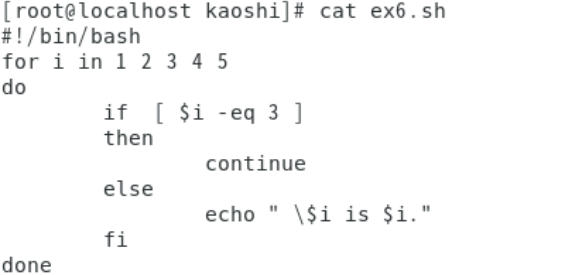 [root@localhost kaoshi]# cat ex6.sh
#!/bin/bash
for i in 1 2 3 4 5
do
        if  [ $i -eq 3 ]
        then
                continue
        else
                echo " \$i is $i."
        fi
done